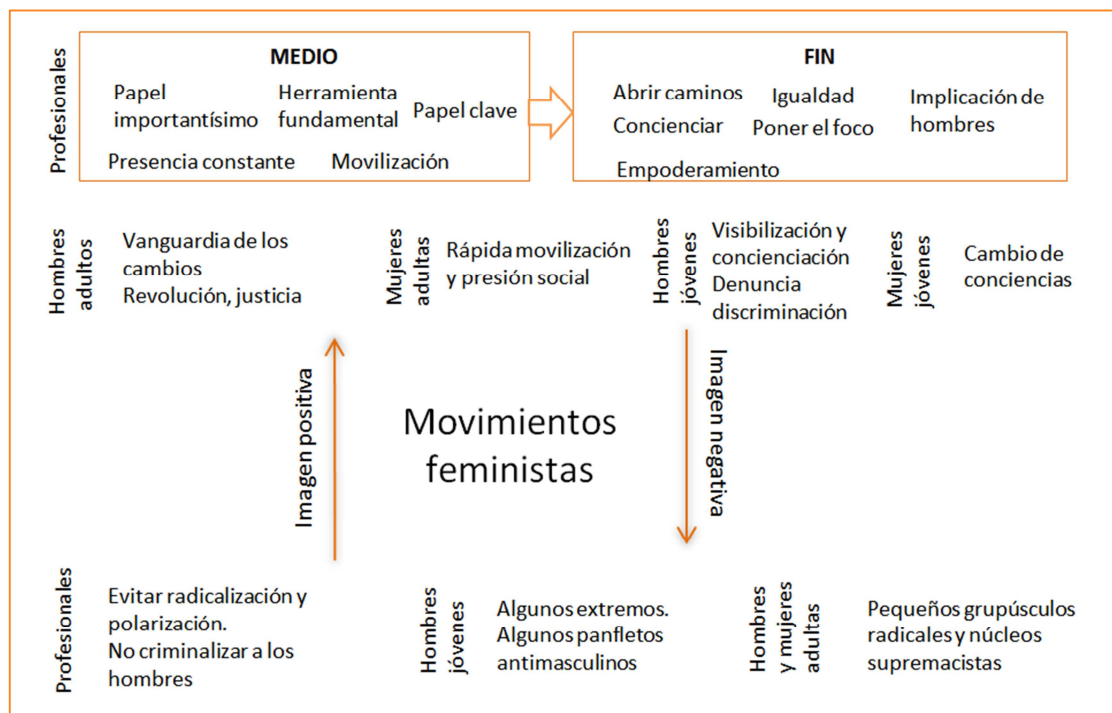 Profesionales
MEDIO
Papel
importantísimo
Herramienta
fundamental
Papel clave
Presencia constante
Movilización
FIN
Abrir caminos
Igualdad
Implicación de
hombres
Concienciar
Poner el foco
Empoderamiento
Hombres
adultos
Vanguardia de los
cambios
Revolución, justicia
Mujeres
adultas
Rápida movilización
y presión social
Hombres
jóvenes
Visibilización y
concienciación
Denuncia
discriminación
Mujeres
jóvenes
Cambio de
conciencias
Imagen positiva
Movimientos
feministas
Imagen negativa
Profesionales
Evitar radicalización y
polarización.
No criminalizar a los
hombres
Hombres
jóvenes
Algunos extremos.
Algunos panfletos
antimasculinos
Hombres
y mujeres
adultas
Pequeños grupúsculos
radicales y núcleos
supremacistas